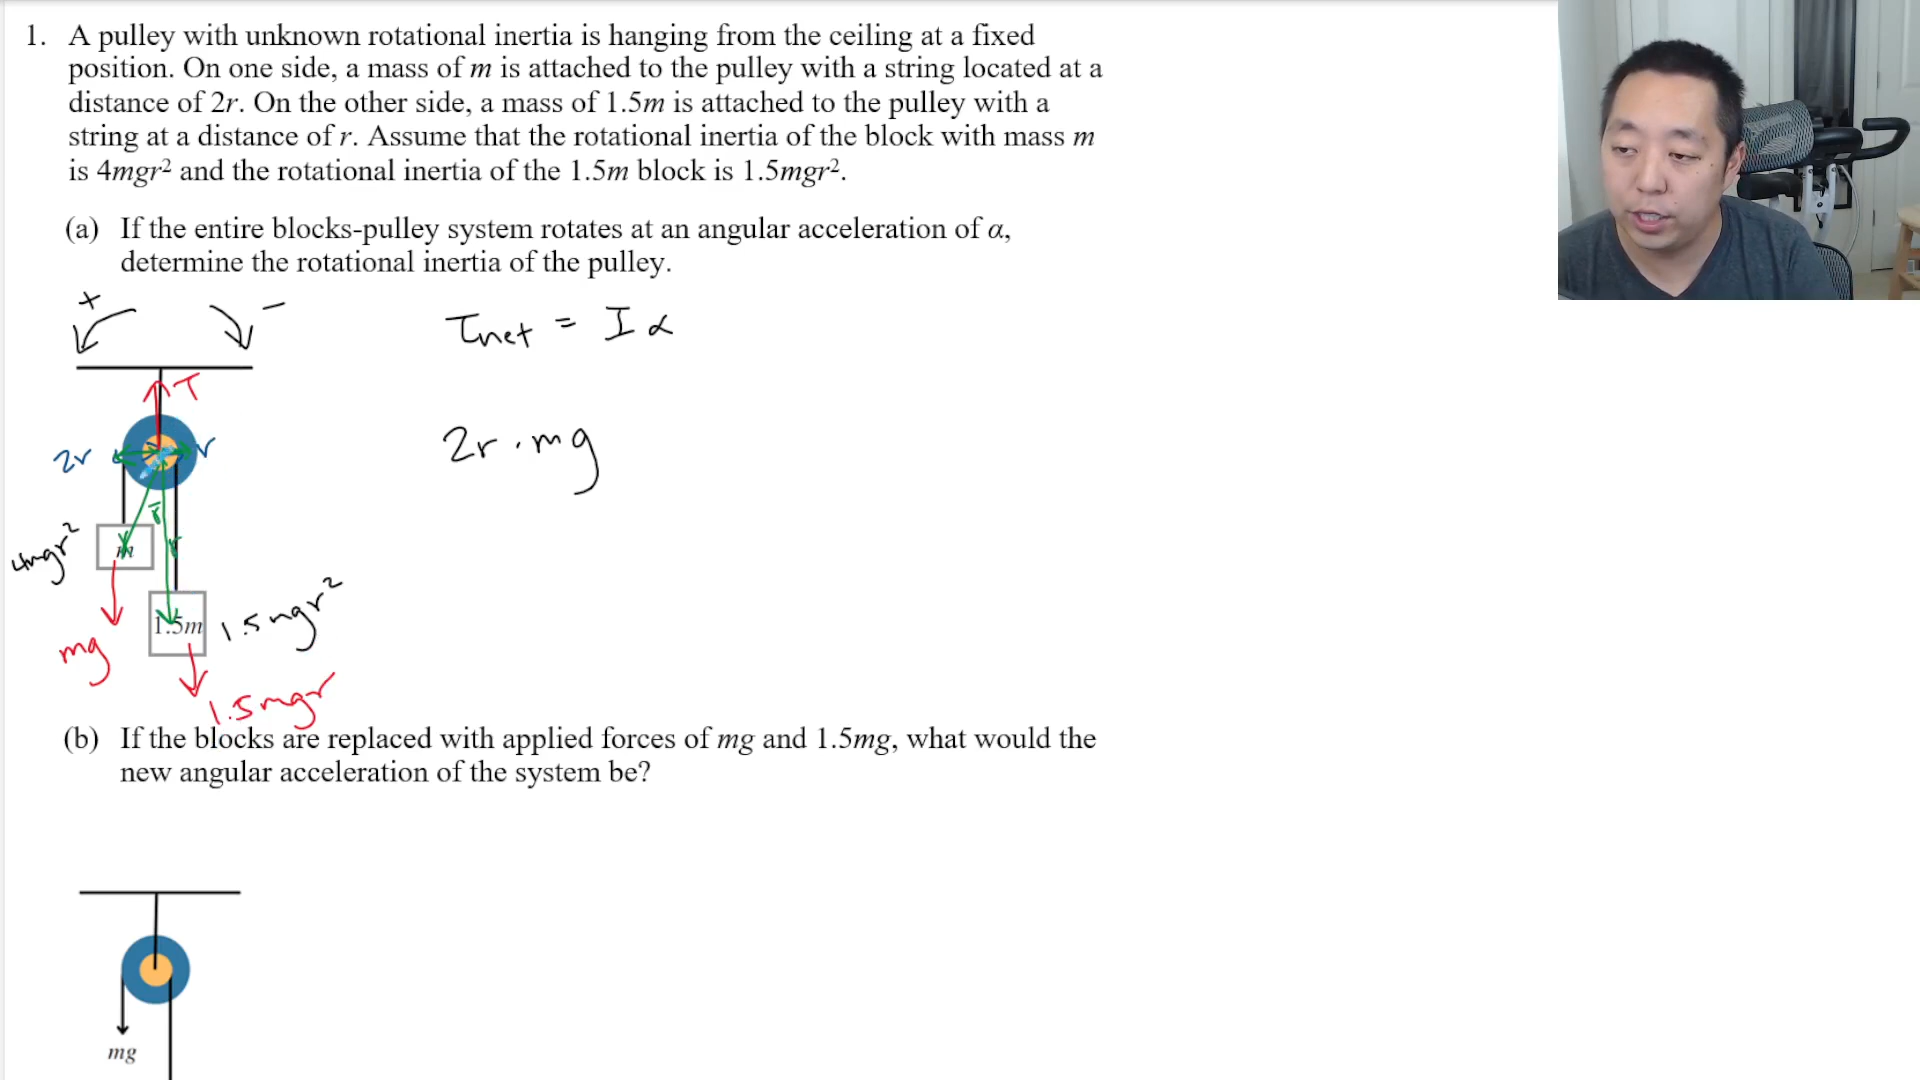 1. A pulley with unknown rotational inertia is hanging from the ceiling at a fixed
position. On one side, a mass of m is attached to the pulley with a string located at a
distance of 2r. On the other side, a mass of 1.5m is attached to the pulley with a
string at a distance of r. Assume that the rotational inertia of the block with mass m
is 4mgr² and the rotational inertia of the 1.5m block is 1.5mgr².
(a) If the entire blocks-pulley system rotates at an angular acceleration of α,
determine the rotational inertia of the pulley.
+ −
τnet = Iα
T
2r r
2r · mg
r
4mgr²
m
1.5m 1.5mgr²
mg
1.5mgr
(b) If the blocks are replaced with applied forces of mg and 1.5mg, what would the
new angular acceleration of the system be?
mg